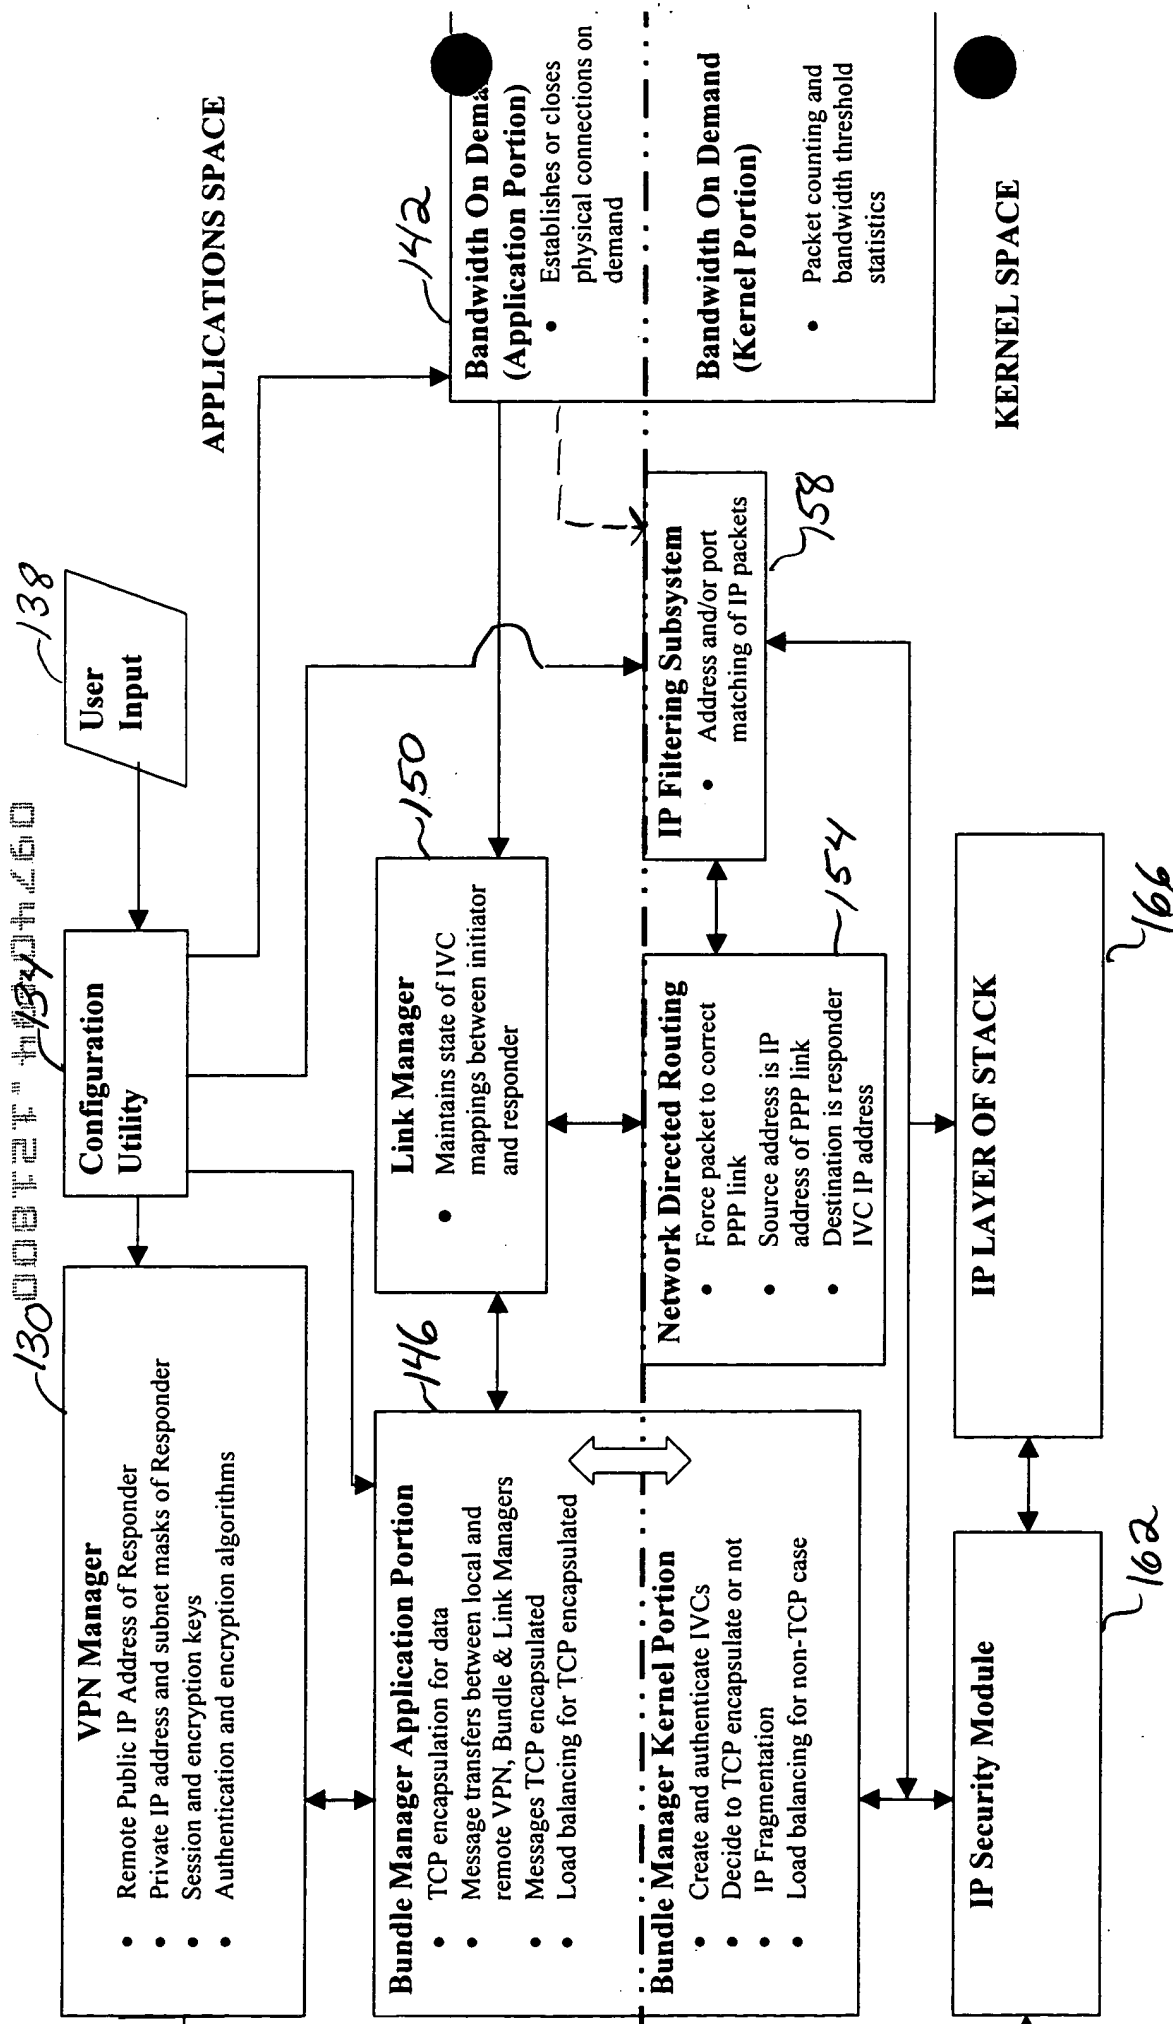 APPLICATIONS SPACE
138
User
Input
134
Configuration
Utility
130
VPN Manager
• Remote Public IP Address of Responder
• Private IP address and subnet masks of Responder
• Session and encryption keys
• Authentication and encryption algorithms
142
Bandwidth On Dema
(Application Portion)
• Establishes or closes
physical connections on
demand
Bandwidth On Demand
(Kernel Portion)
• Packet counting and
bandwidth threshold
statistics
150
Link Manager
• Maintains state of IVC
mappings between initiator
and responder
146
Bundle Manager Application Portion
• TCP encapsulation for data
• Message transfers between local and
remote VPN, Bundle & Link Managers
• Messages TCP encapsulated
• Load balancing for TCP encapsulated
Bundle Manager Kernel Portion
• Create and authenticate IVCs
• Decide to TCP encapsulate or not
• IP Fragmentation
• Load balancing for non-TCP case
IP Filtering Subsystem
• Address and/or port
matching of IP packets
158
154
Network Directed Routing
• Force packet to correct
PPP link
• Source address is IP
address of PPP link
• Destination is responder
IVC IP address
KERNEL SPACE
IP LAYER OF STACK
166
IP Security Module
162